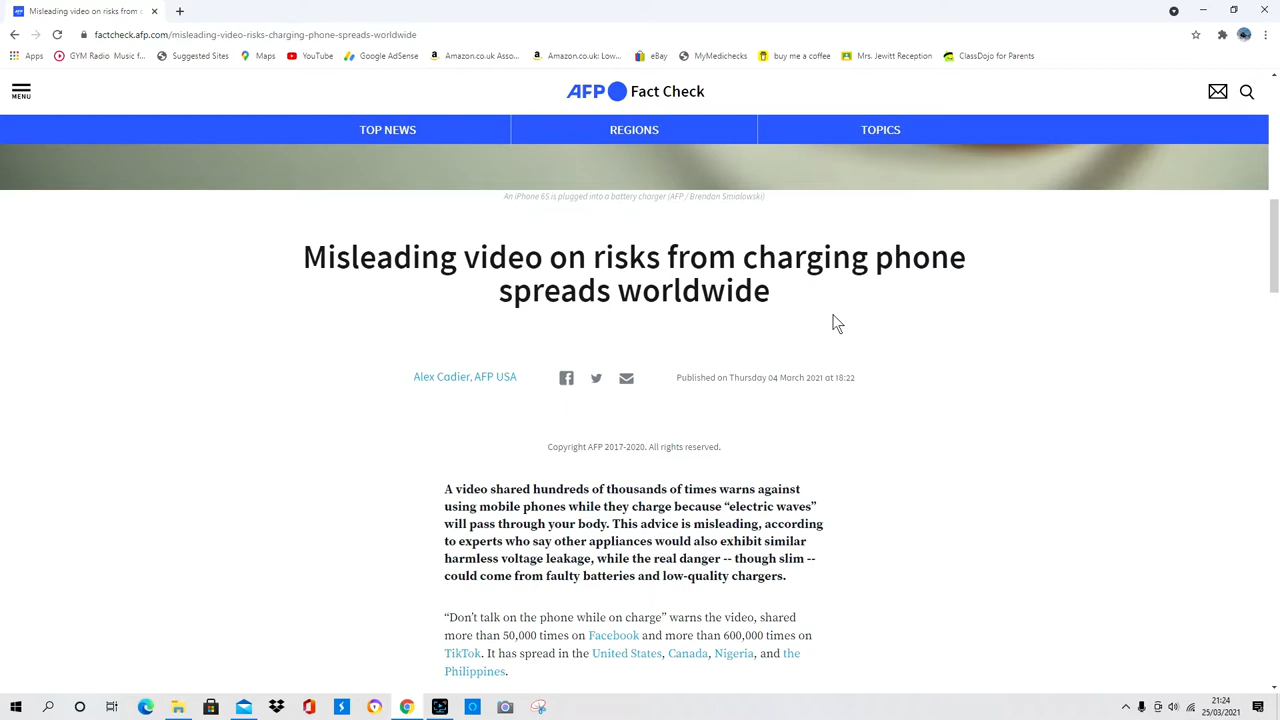 Misleading video on risks from c
factcheck.afp.com/misleading-video-risks-charging-phone-spreads-worldwide
Apps GYM Radio Music f... Suggested Sites Maps YouTube Google AdSense Amazon.co.uk Asso... Amazon.co.uk: Low... eBay MyMedichecks buy me a coffee Mrs. Jewitt Reception ClassDojo for Parents
MENU
AFP Fact Check
TOP NEWS REGIONS TOPICS
An iPhone 6S is plugged into a battery charger (AFP / Brendan Smialowski)
Misleading video on risks from charging phone
spreads worldwide
Alex Cadier, AFP USA
Published on Thursday 04 March 2021 at 18:22
Copyright AFP 2017-2020. All rights reserved.
A video shared hundreds of thousands of times warns against
using mobile phones while they charge because “electric waves”
will pass through your body. This advice is misleading, according
to experts who say other appliances would also exhibit similar
harmless voltage leakage, while the real danger -- though slim --
could come from faulty batteries and low-quality chargers.
“Don’t talk on the phone while on charge” warns the video, shared
more than 50,000 times on Facebook and more than 600,000 times on
TikTok. It has spread in the United States, Canada, Nigeria, and the
Philippines.
21:24
25/03/2021